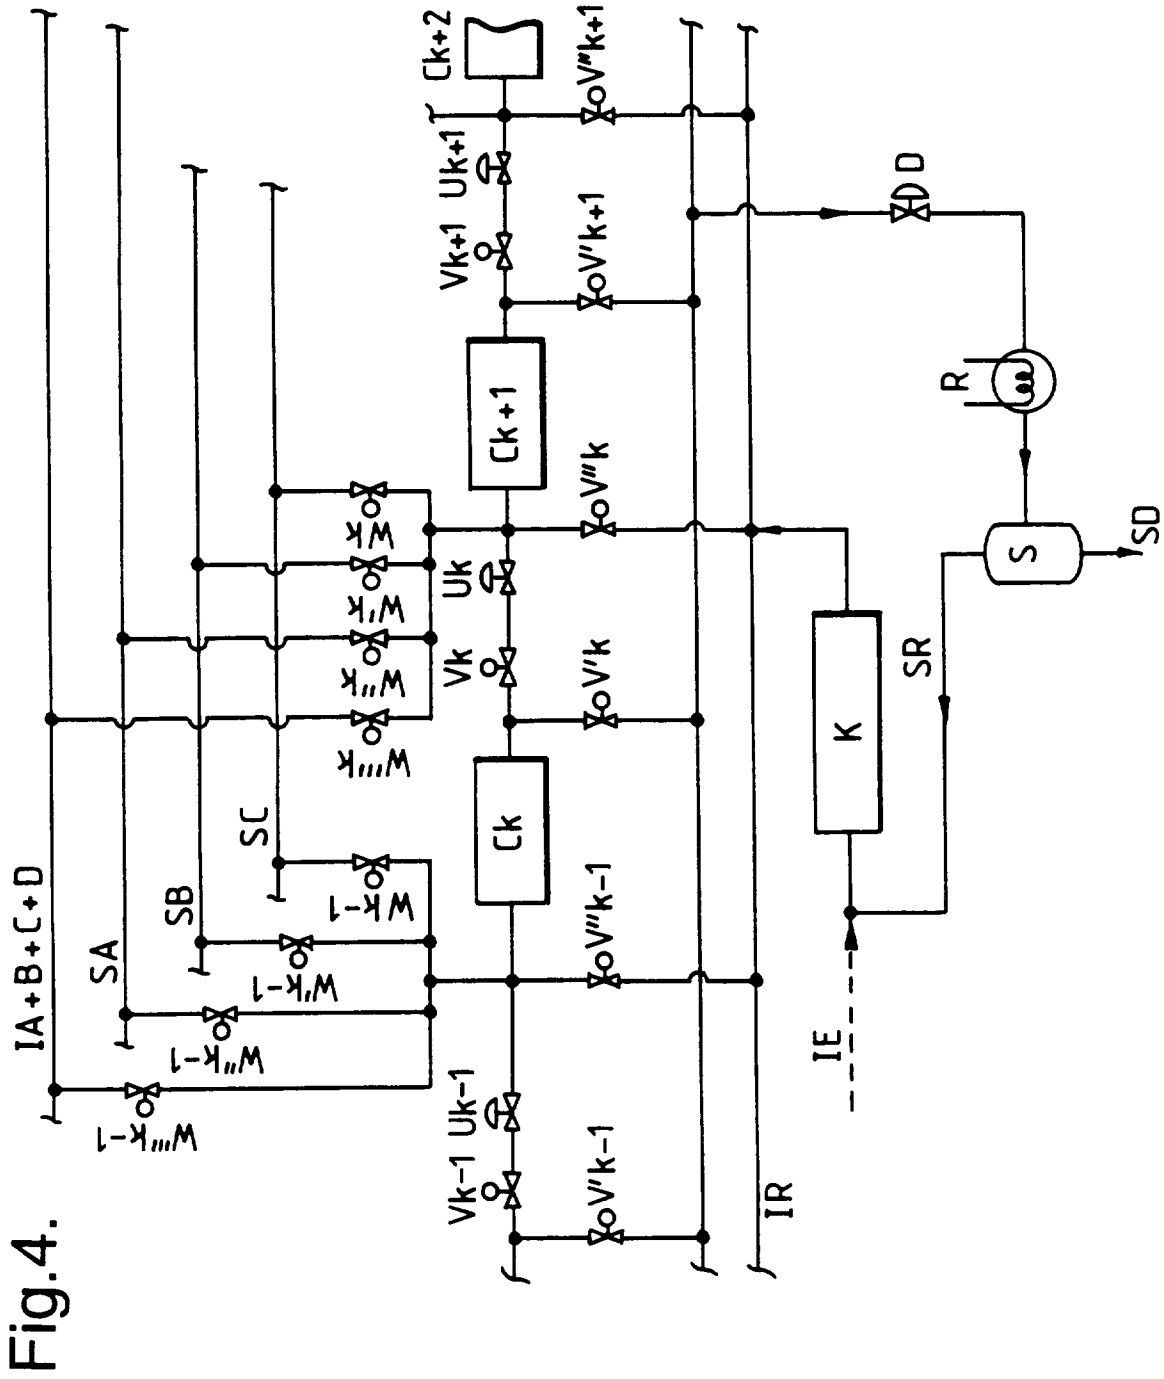 Fig.4.
IA+B+C+D
SA
SB
SC
W'''k-1
W''k-1
W'k-1
Wk-1
W'''k
W''k
W'k
Wk
Vk-1
Uk-1
Ck
Vk
Uk
Ck+1
Vk+1
Uk+1
Ck+2
V'k-1
V''k-1
V'k
V''k
V'k+1
V''k+1
IR
IE
K
SR
S
SD
R
D